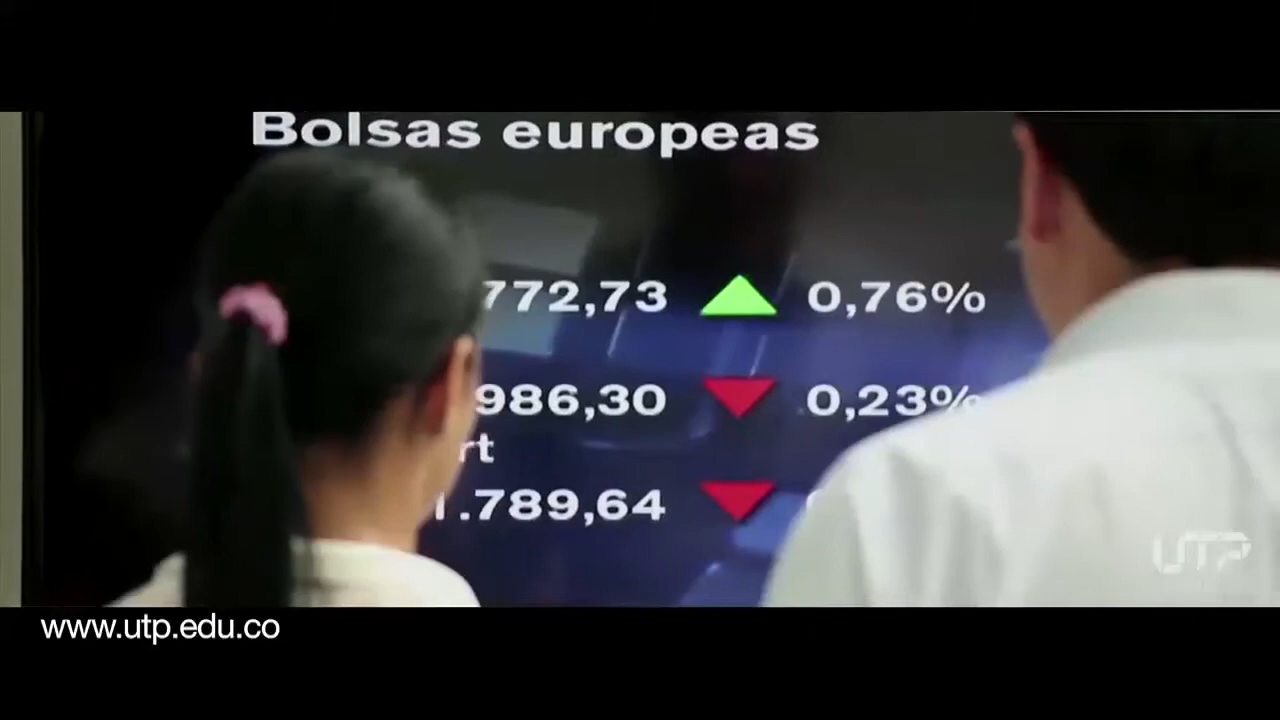 Bolsas europeas
772,73 0,76%
986,30 0,23%
rt
1.789,64
UTP
www.utp.edu.co